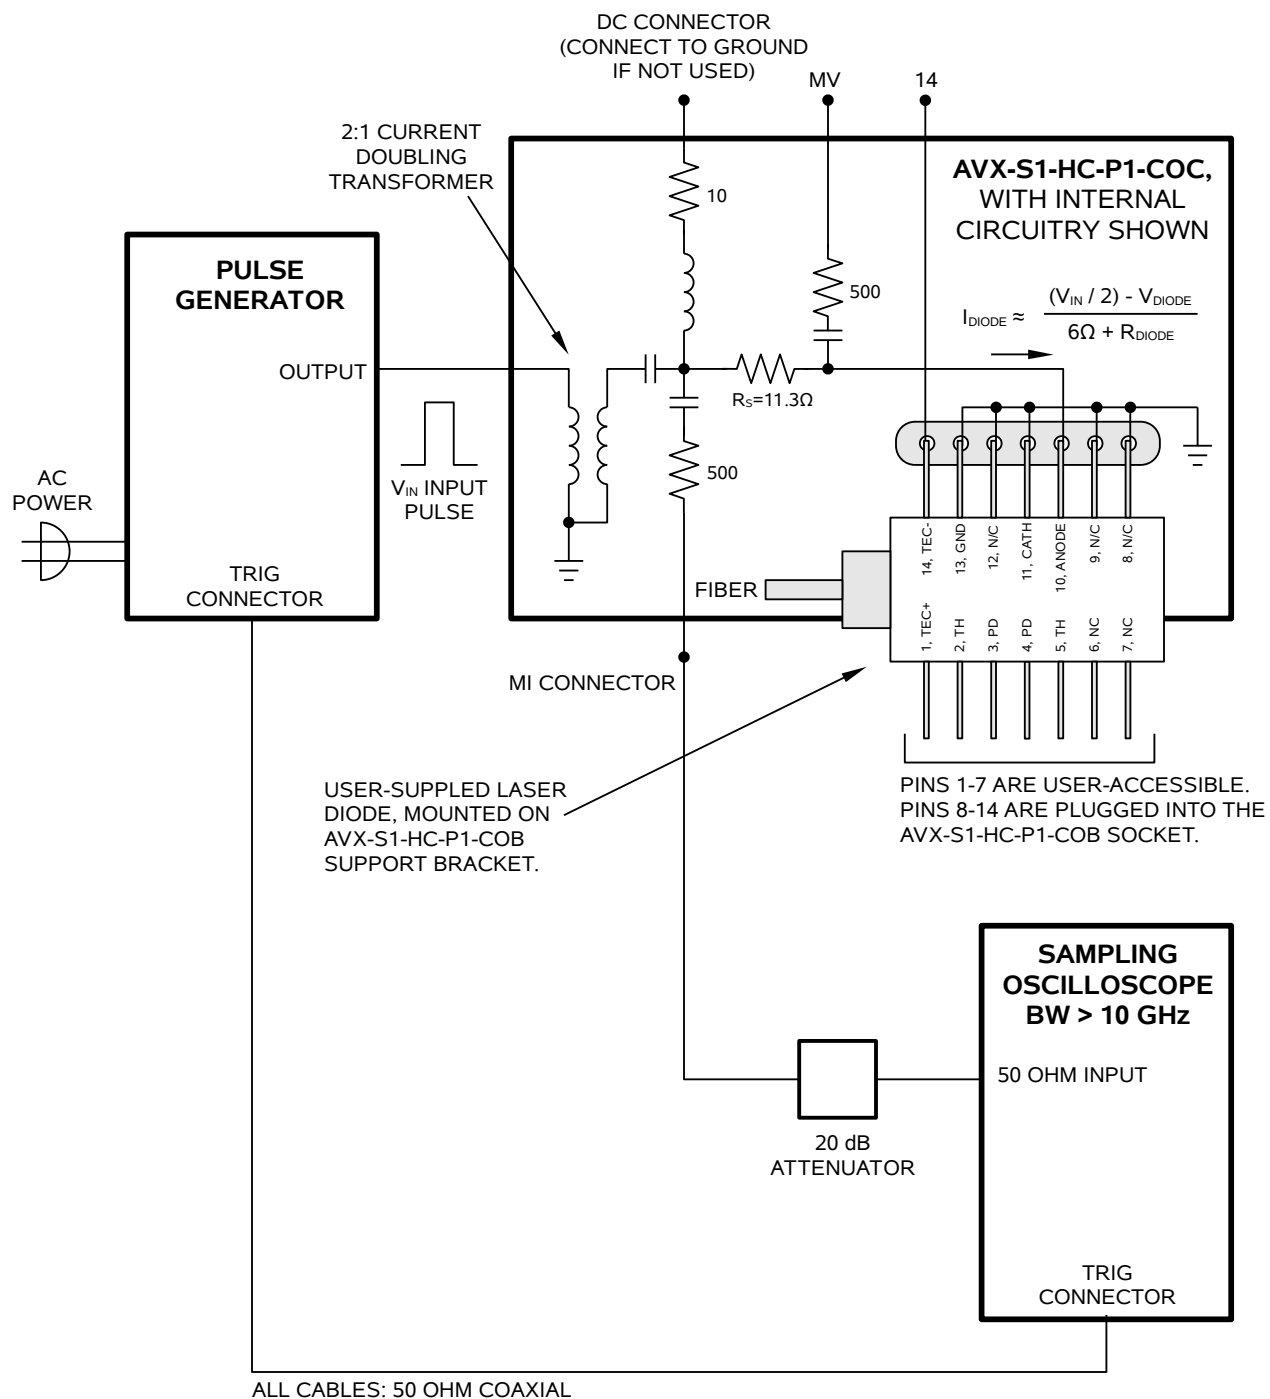 DC CONNECTOR
(CONNECT TO GROUND
IF NOT USED)
MV
14
2:1 CURRENT
DOUBLING
TRANSFORMER
10
AVX-S1-HC-P1-COC,
WITH INTERNAL
CIRCUITRY SHOWN
PULSE
GENERATOR
500
I_DIODE ≈ (V_IN / 2) - V_DIODE
6Ω + R_DIODE
OUTPUT
R_S=11.3Ω
500
AC
POWER
V_IN INPUT
PULSE
TRIG
CONNECTOR
FIBER
14, TEC-
13, GND
12, N/C
11, CATH
10, ANODE
9, N/C
8, N/C
1, TEC+
2, TH
3, PD
4, PD
5, TH
6, NC
7, NC
MI CONNECTOR
USER-SUPPLED LASER
DIODE, MOUNTED ON
AVX-S1-HC-P1-COB
SUPPORT BRACKET.
PINS 1-7 ARE USER-ACCESSIBLE.
PINS 8-14 ARE PLUGGED INTO THE
AVX-S1-HC-P1-COB SOCKET.
SAMPLING
OSCILLOSCOPE
BW > 10 GHz
50 OHM INPUT
20 dB
ATTENUATOR
TRIG
CONNECTOR
ALL CABLES: 50 OHM COAXIAL